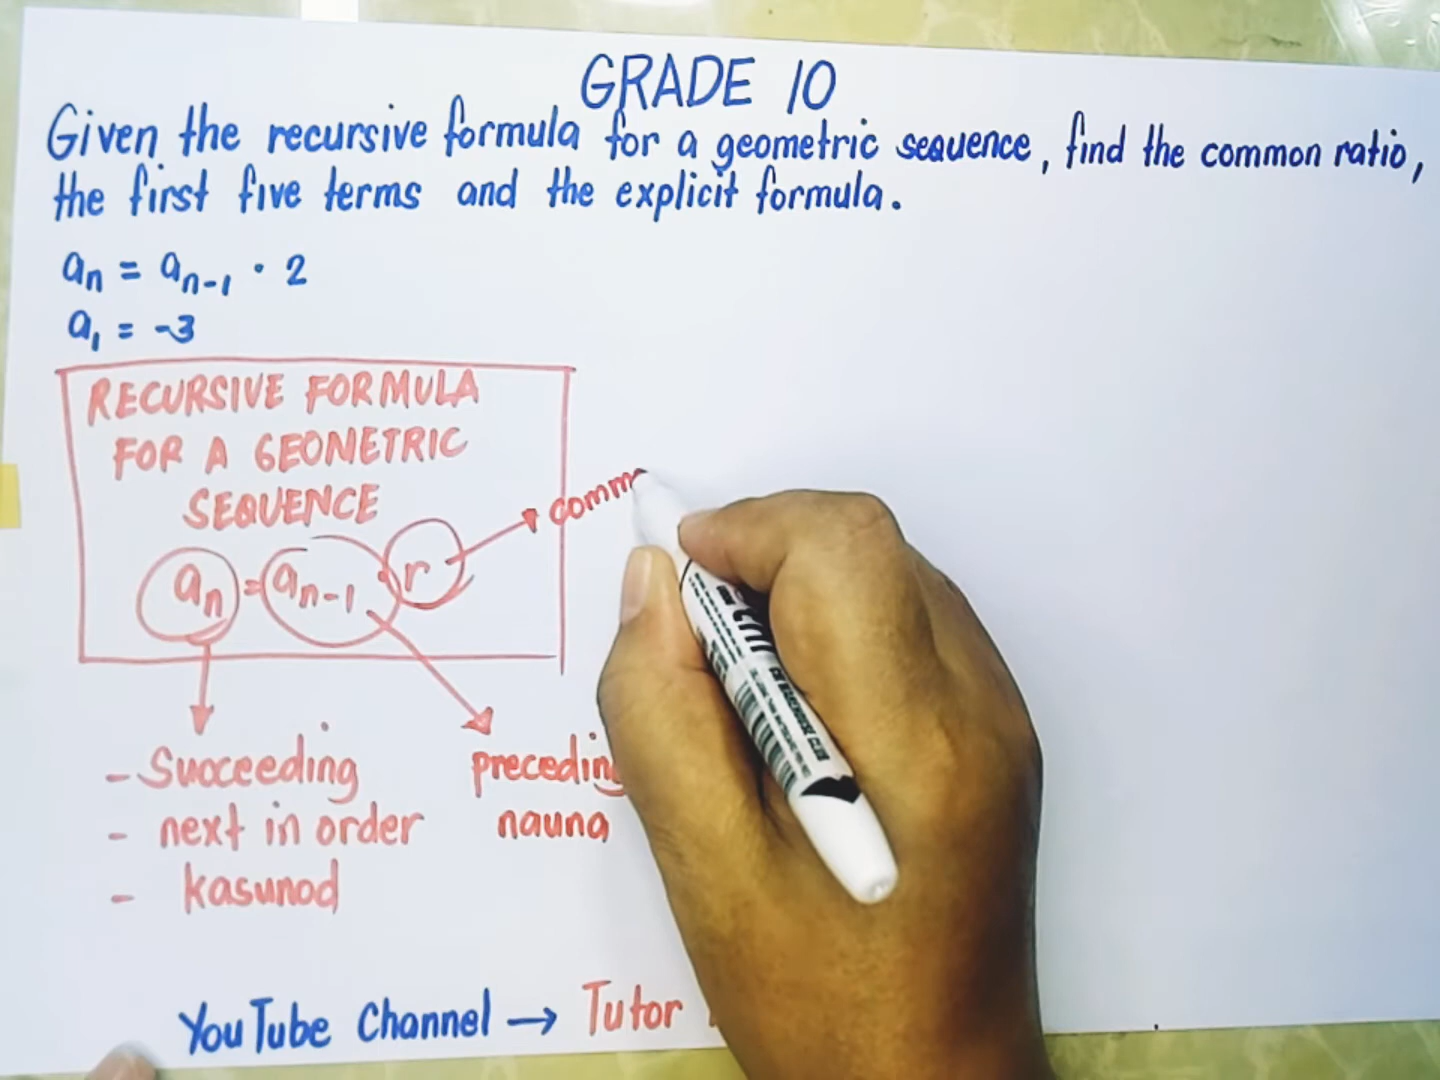 GRADE 10
Given the recursive formula for a geometric sequence, find the common ratio,
the first five terms and the explicit formula.
aₙ = aₙ₋₁ · 2
a₁ = -3
RECURSIVE FORMULA
FOR A GEONETRIC
SEQUENCE
aₙ = aₙ₋₁ · r
comm
- Succeeding
- next in order
- kasunod
preceding
nauna
YouTube Channel → Tutor